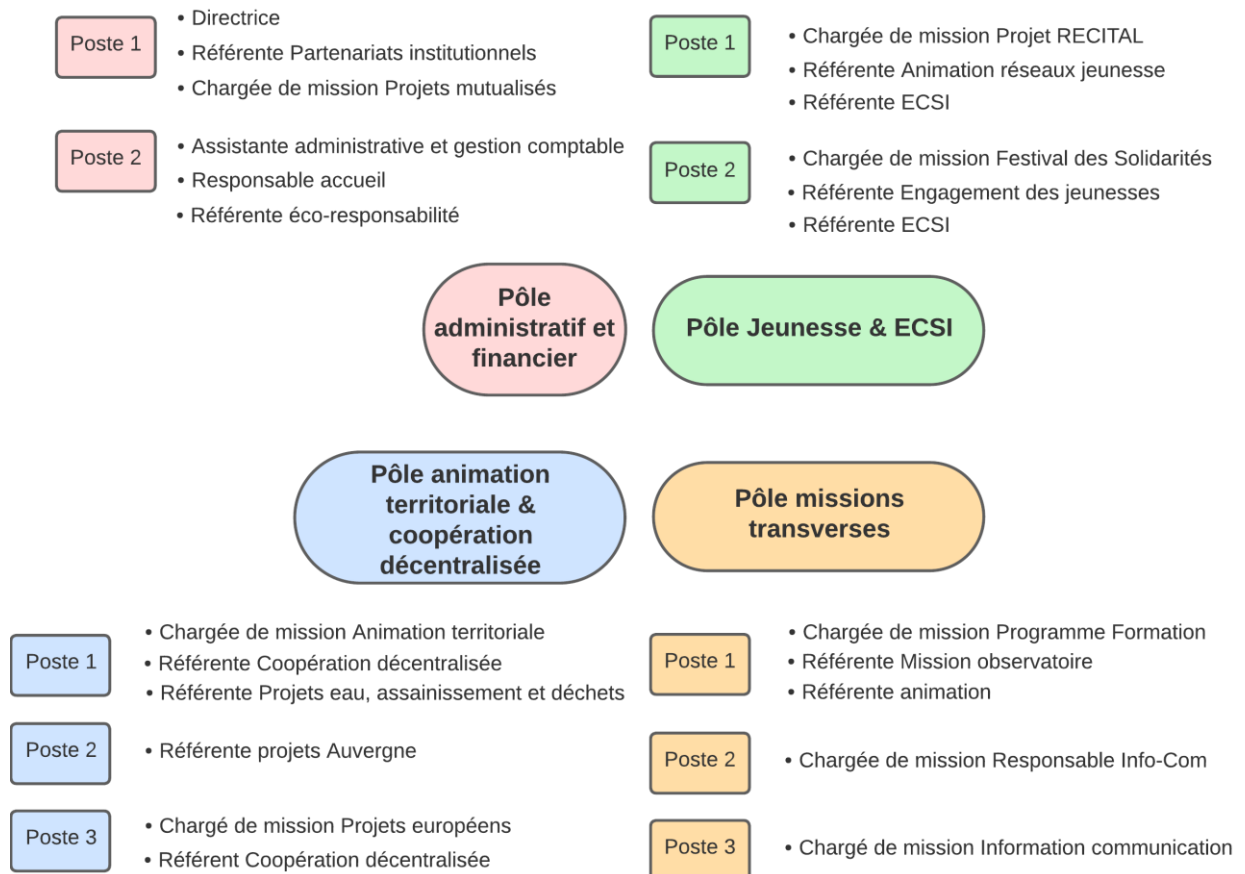 Poste 1
• Directrice
• Référente Partenariats institutionnels
• Chargée de mission Projets mutualisés
Poste 2
• Assistante administrative et gestion comptable
• Responsable accueil
• Référente éco-responsabilité
Poste 1
• Chargée de mission Projet RECITAL
• Référente Animation réseaux jeunesse
• Référente ECSI
Poste 2
• Chargée de mission Festival des Solidarités
• Référente Engagement des jeunesses
• Référente ECSI
Pôle
administratif et
financier
Pôle Jeunesse & ECSI
Pôle animation
territoriale &
coopération
décentralisée
Pôle missions
transverses
Poste 1
• Chargée de mission Animation territoriale
• Référente Coopération décentralisée
• Référente Projets eau, assainissement et déchets
Poste 2
• Référente projets Auvergne
Poste 3
• Chargé de mission Projets européens
• Référent Coopération décentralisée
Poste 1
• Chargée de mission Programme Formation
• Référente Mission observatoire
• Référente animation
Poste 2
• Chargée de mission Responsable Info-Com
Poste 3
• Chargé de mission Information communication